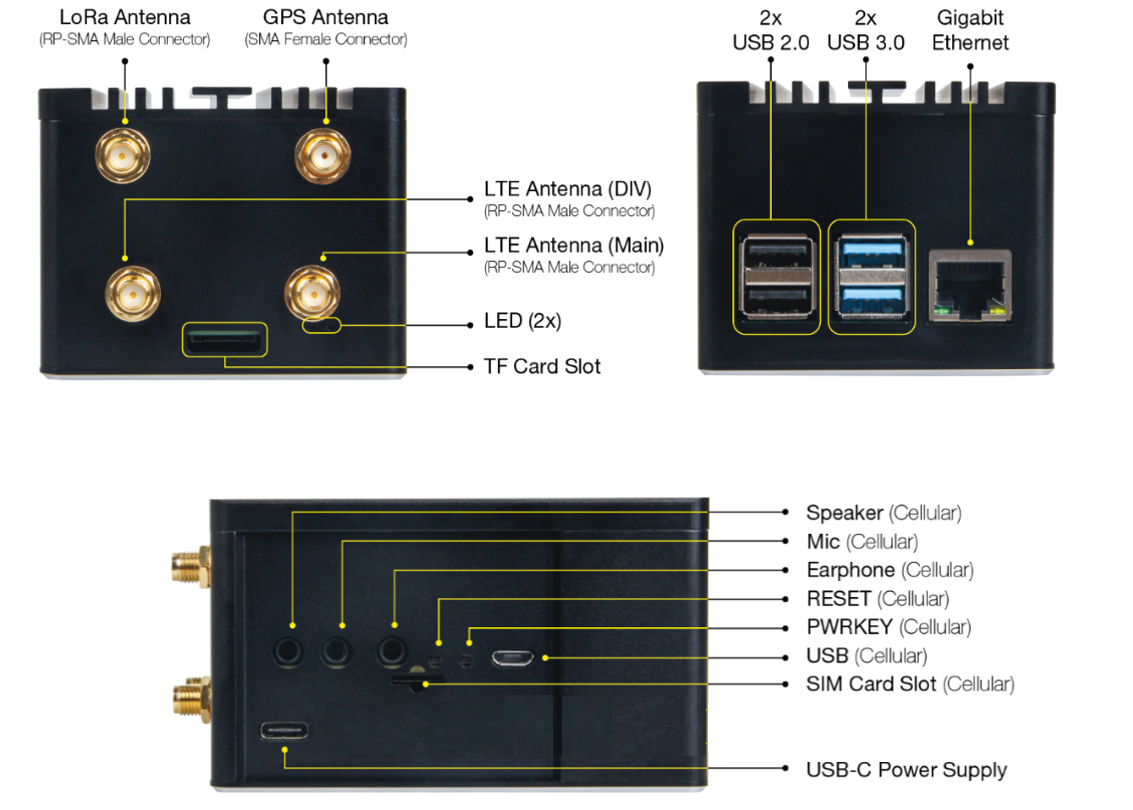 LoRa Antenna
(RP-SMA Male Connector)
GPS Antenna
(SMA Female Connector)
LTE Antenna (DIV)
(RP-SMA Male Connector)
LTE Antenna (Main)
(RP-SMA Male Connector)
LED (2x)
TF Card Slot
2x
USB 2.0
2x
USB 3.0
Gigabit
Ethernet
Speaker (Cellular)
Mic (Cellular)
Earphone (Cellular)
RESET (Cellular)
PWRKEY (Cellular)
USB (Cellular)
SIM Card Slot (Cellular)
USB-C Power Supply